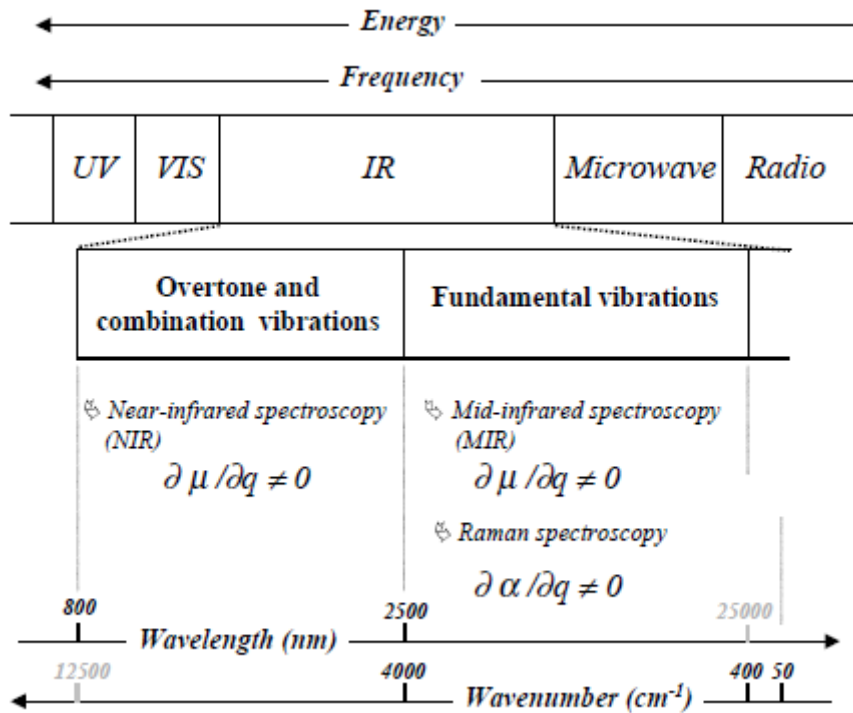 Energy
Frequency
UV VIS IR Microwave Radio
Overtone and
combination vibrations
Fundamental vibrations
Near-infrared spectroscopy
(NIR)
∂ μ /∂q ≠ 0
Mid-infrared spectroscopy
(MIR)
∂ μ /∂q ≠ 0
Raman spectroscopy
∂ α /∂q ≠ 0
800 2500 25000
Wavelength (nm)
12500 4000 400 50
Wavenumber (cm⁻¹)